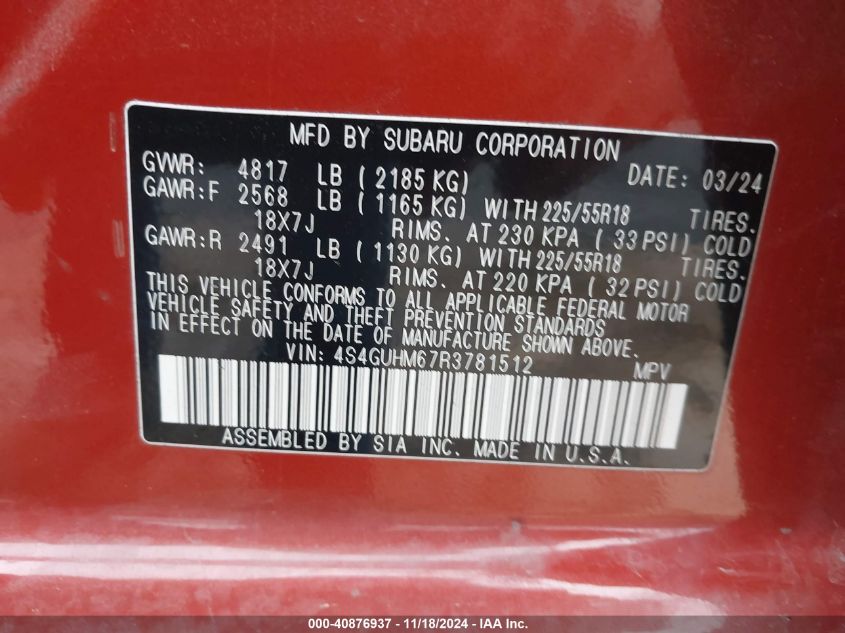 MFD BY SUBARU CORPORATION
GVWR: 4817 LB ( 2185 KG) DATE: 03/24
GAWR:F 2568 LB ( 1165 KG) WITH 225/55R18 TIRES.
18X7J RIMS. AT 230 KPA ( 33 PSI) COLD
GAWR:R 2491 LB ( 1130 KG) WITH 225/55R18 TIRES.
18X7J RIMS. AT 220 KPA ( 32 PSI) COLD
THIS VEHICLE CONFORMS TO ALL APPLICABLE FEDERAL MOTOR
VEHICLE SAFETY AND THEFT PREVENTION STANDARDS
IN EFFECT ON THE DATE OF MANUFACTURE SHOWN ABOVE.
VIN: 4S4GUHM67R3781512 MPV
ASSEMBLED BY SIA INC. MADE IN U.S.A.
000-40876937 - 11/18/2024 - IAA Inc.